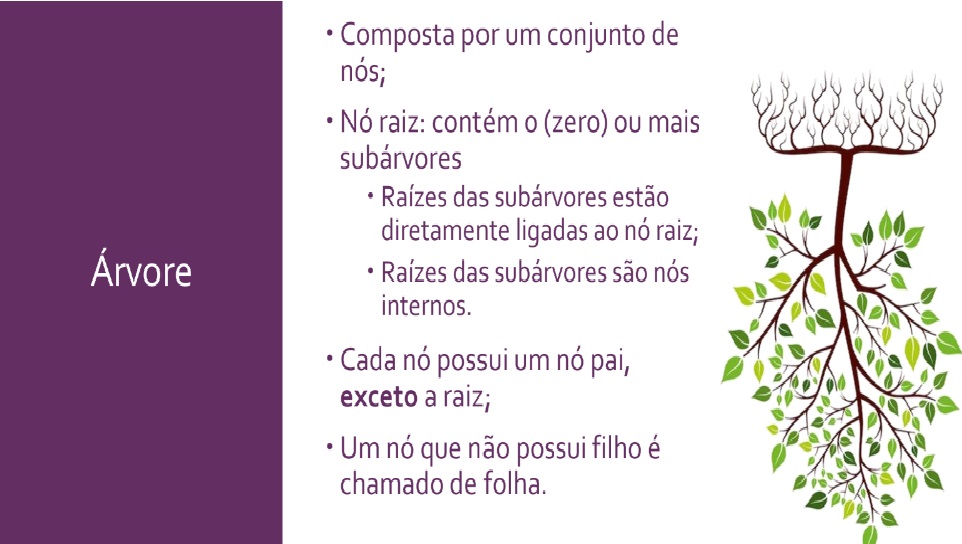 Árvore
• Composta por um conjunto de
nós;
• Nó raiz: contém 0 (zero) ou mais
subárvores
• Raízes das subárvores estão
diretamente ligadas ao nó raiz;
• Raízes das subárvores são nós
internos.
• Cada nó possui um nó pai,
exceto a raiz;
• Um nó que não possui filho é
chamado de folha.